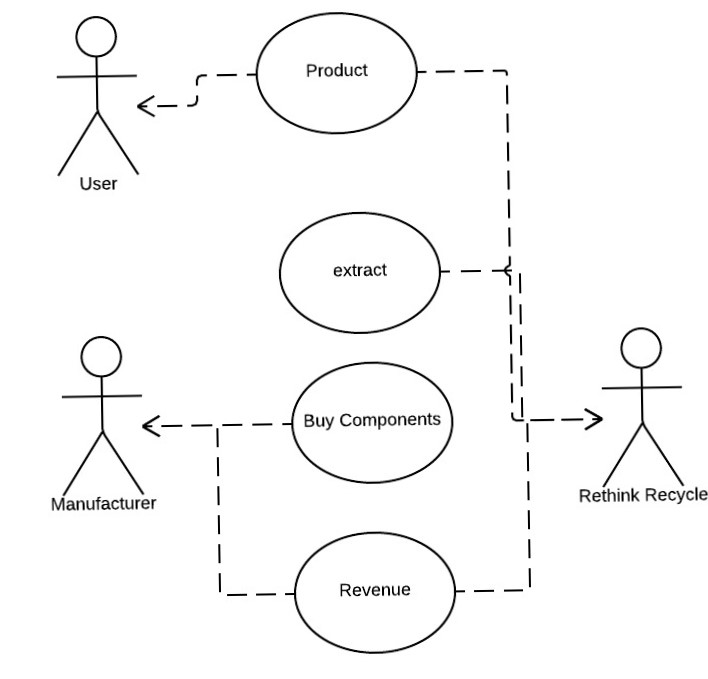 Product
User
extract
Buy Components
Manufacturer
Rethink Recycle
Revenue